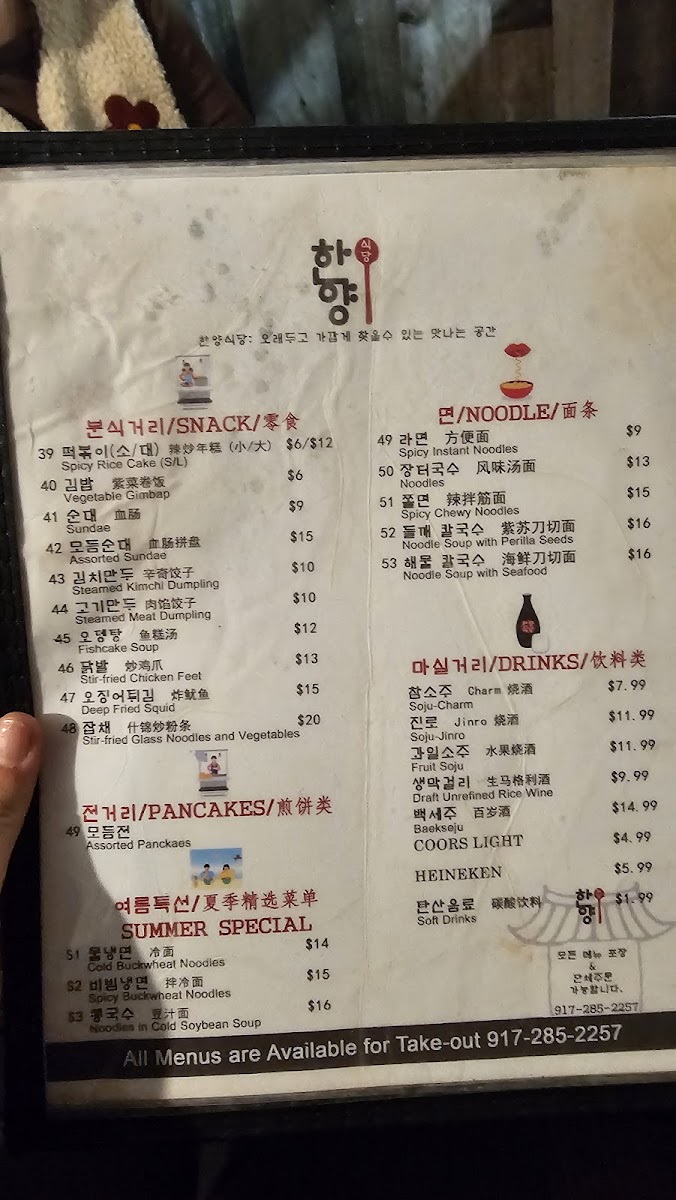 한양
식당
한양식당: 오래두고 가깝게 찾을수 있는 맛나는 공간
분식거리/SNACK/零食
39 떡볶이(소/대) 辣炒年糕 (小/大) $6/$12
Spicy Rice Cake (S/L)
40 김밥 紫菜卷饭 $6
Vegetable Gimbap
41 순대 血肠 $9
Sundae
42 모듬순대 血肠拼盘 $15
Assorted Sundae
43 김치만두 辛奇饺子 $10
Steamed Kimchi Dumpling
44 고기만두 肉馅饺子 $10
Steamed Meat Dumpling
45 오뎅탕 鱼糕汤 $12
Fishcake Soup
46 닭발 炒鸡爪 $13
Stir-fried Chicken Feet
47 오징어튀김 炸鱿鱼 $15
Deep Fried Squid
48 잡채 什锦炒粉条 $20
Stir-fried Glass Noodles and Vegetables
전거리/PANCAKES/煎饼类
49 모듬전
Assorted Panckaes
여름특선/夏季精选菜单
SUMMER SPECIAL
S1 물냉면 冷面 $14
Cold Buckwheat Noodles
S2 비빔냉면 拌冷面 $15
Spicy Buckwheat Noodles
S3 콩국수 豆汁面 $16
Noodles in Cold Soybean Soup
면/NOODLE/面条
49 라면 方便面 $9
Spicy Instant Noodles
50 장터국수 风味汤面 $13
Noodles
51 쫄면 辣拌筋面 $15
Spicy Chewy Noodles
52 들깨 칼국수 紫苏刀切面 $16
Noodle Soup with Perilla Seeds
53 해물 칼국수 海鲜刀切面 $16
Noodle Soup with Seafood
마실거리/DRINKS/饮料类
참소주 Charm 烧酒 $7.99
Soju-Charm
진로 Jinro 烧酒 $11.99
Soju-Jinro
과일소주 水果烧酒 $11.99
Fruit Soju
생막걸리 生马格利酒 $9.99
Draft Unrefined Rice Wine
백세주 百岁酒 $14.99
Baekseju
COORS LIGHT $4.99
HEINEKEN $5.99
탄산음료 碳酸饮料 $1.99
Soft Drinks
한양
모든 메뉴 포장
&
단체주문
가능합니다.
917-285-2257
All Menus are Available for Take-out 917-285-2257